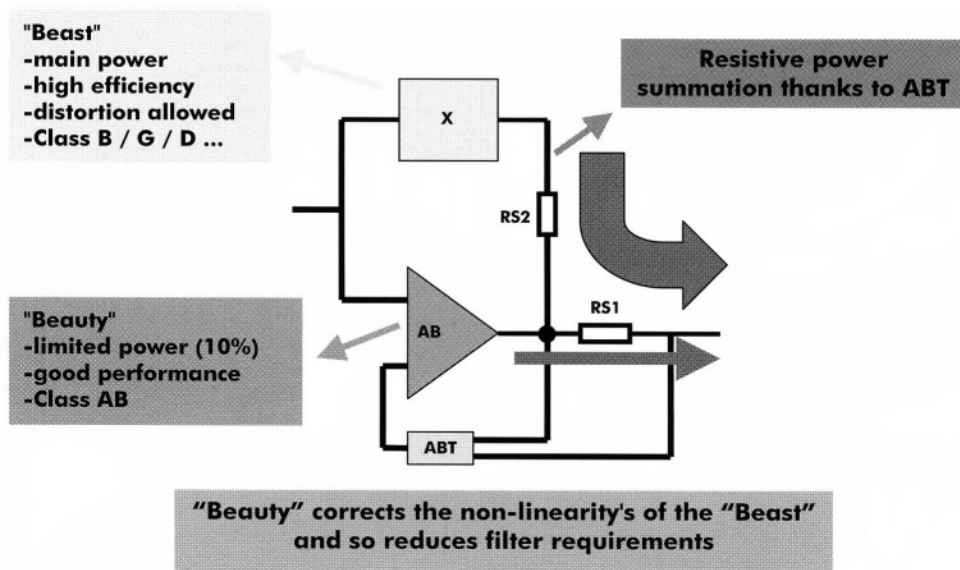 "Beast"
-main power
-high efficiency
-distortion allowed
-Class B / G / D ...
Resistive power
summation thanks to ABT
X
RS2
RS1
"Beauty"
-limited power (10%)
-good performance
-Class AB
AB
ABT
“Beauty” corrects the non-linearity's of the “Beast”
and so reduces filter requirements